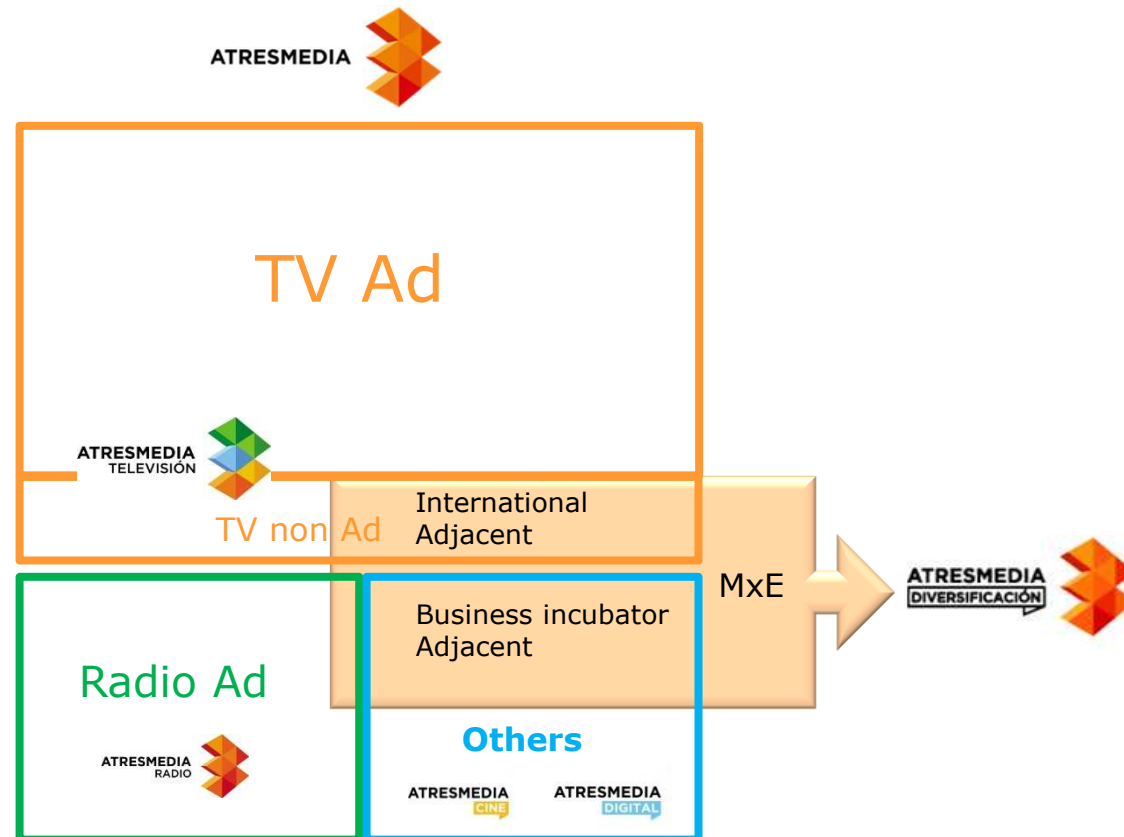 ATRESMEDIA
TV Ad
ATRESMEDIA
TELEVISIÓN
TV non Ad
International
Adjacent
MxE
ATRESMEDIA
DIVERSIFICACIÓN
Business incubator
Adjacent
Radio Ad
ATRESMEDIA
RADIO
Others
ATRESMEDIA
CINE
ATRESMEDIA
DIGITAL